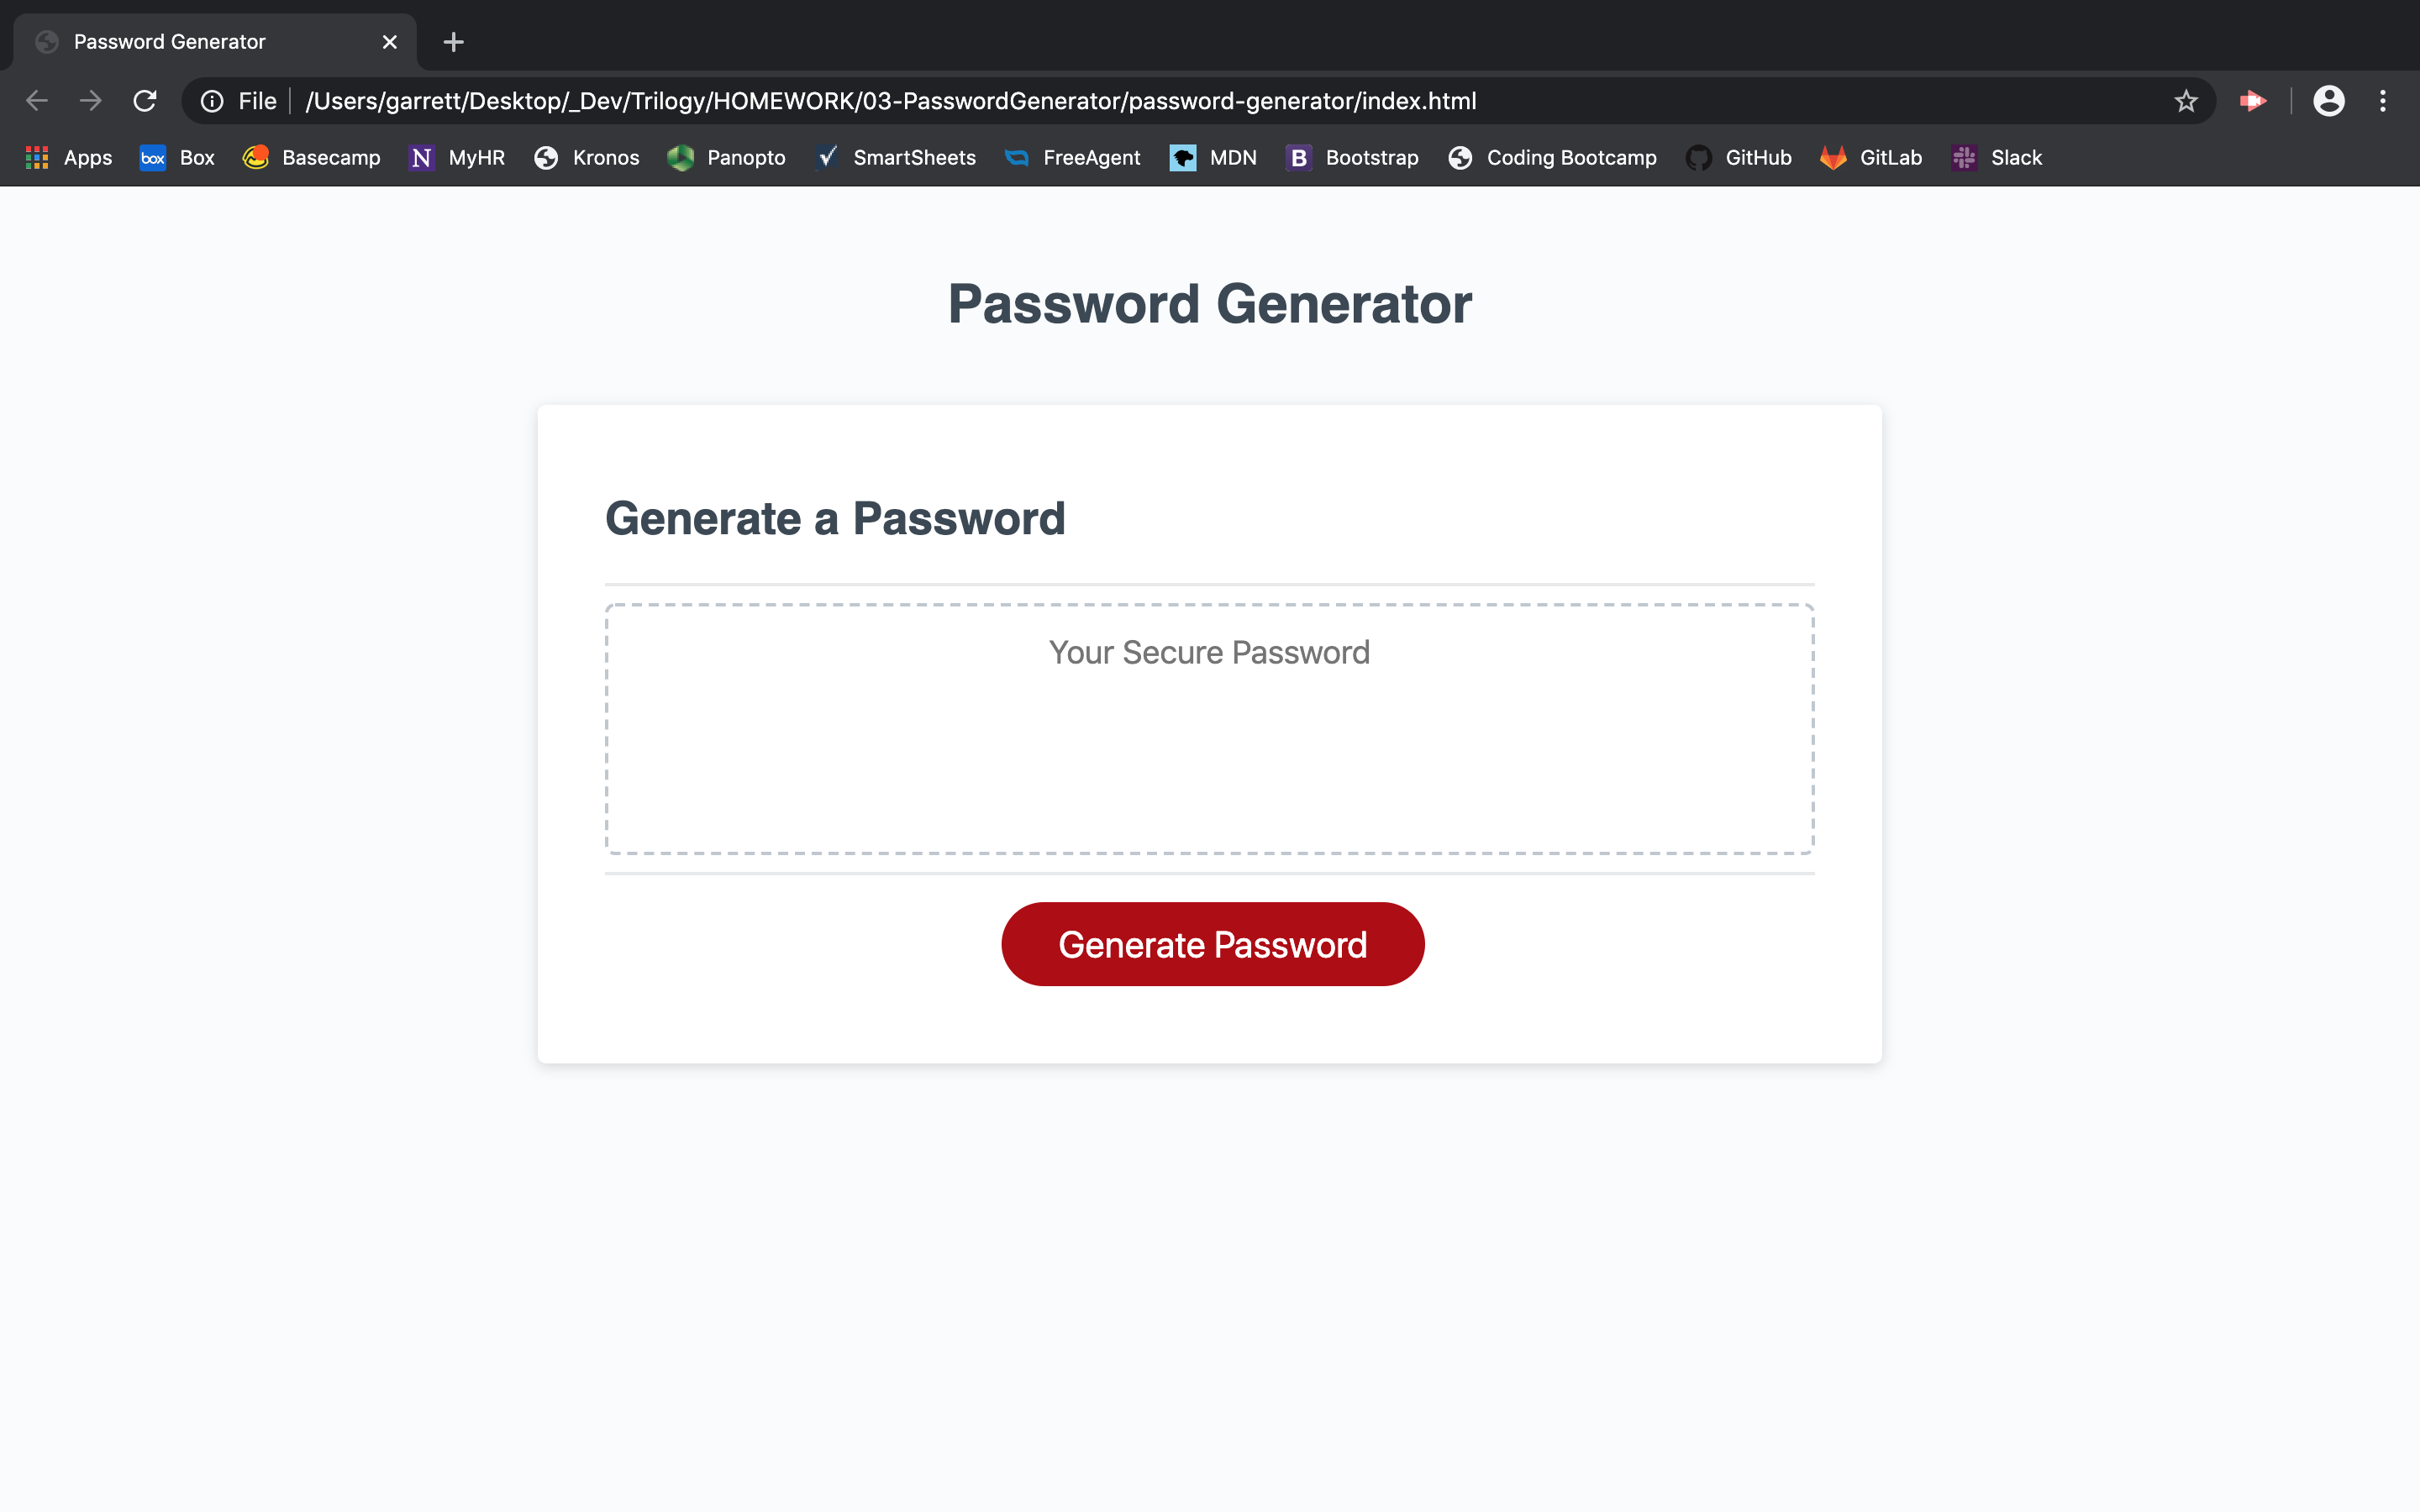 Password Generator
File /Users/garrett/Desktop/_Dev/Trilogy/HOMEWORK/03-PasswordGenerator/password-generator/index.html
Apps box Box Basecamp N MyHR Kronos Panopto SmartSheets FreeAgent MDN B Bootstrap Coding Bootcamp GitHub GitLab Slack
Password Generator
Generate a Password
Your Secure Password
Generate Password